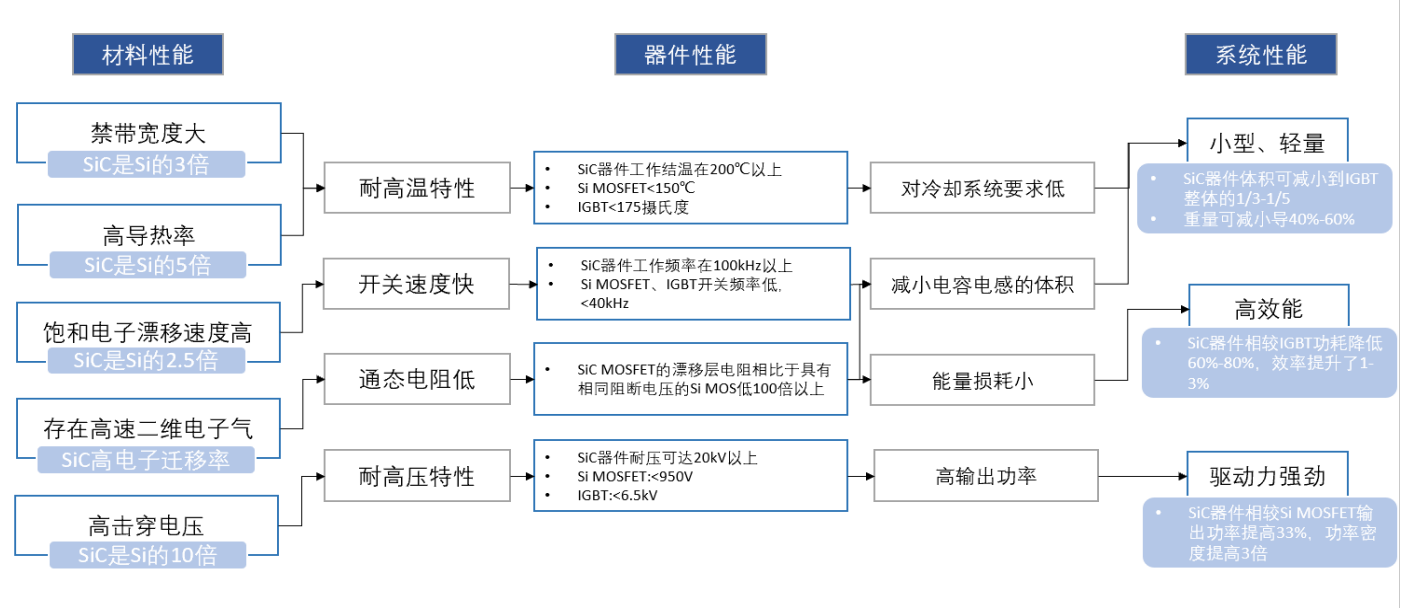 材料性能
器件性能
系统性能
禁带宽度大
SiC是Si的3倍
高导热率
SiC是Si的5倍
饱和电子漂移速度高
SiC是Si的2.5倍
存在高速二维电子气
SiC高电子迁移率
高击穿电压
SiC是Si的10倍
耐高温特性
开关速度快
通态电阻低
耐高压特性
• SiC器件工作结温在200℃以上
• Si MOSFET<150℃
• IGBT<175摄氏度
• SiC器件工作频率在100kHz以上
• Si MOSFET、IGBT开关频率低,
<40kHz
• SiC MOSFET的漂移层电阻相比于具有
相同阻断电压的Si MOS低100倍以上
• SiC器件耐压可达20kV以上
• Si MOSFET:<950V
• IGBT:<6.5kV
对冷却系统要求低
减小电容电感的体积
能量损耗小
高输出功率
小型、轻量
• SiC器件体积可减小到IGBT
整体的1/3-1/5
• 重量可减小导40%-60%
高效能
• SiC器件相较IGBT功耗降低
60%-80%，效率提升了1-
3%
驱动力强劲
• SiC器件相较Si MOSFET输
出功率提高33%、功率密
度提高3倍